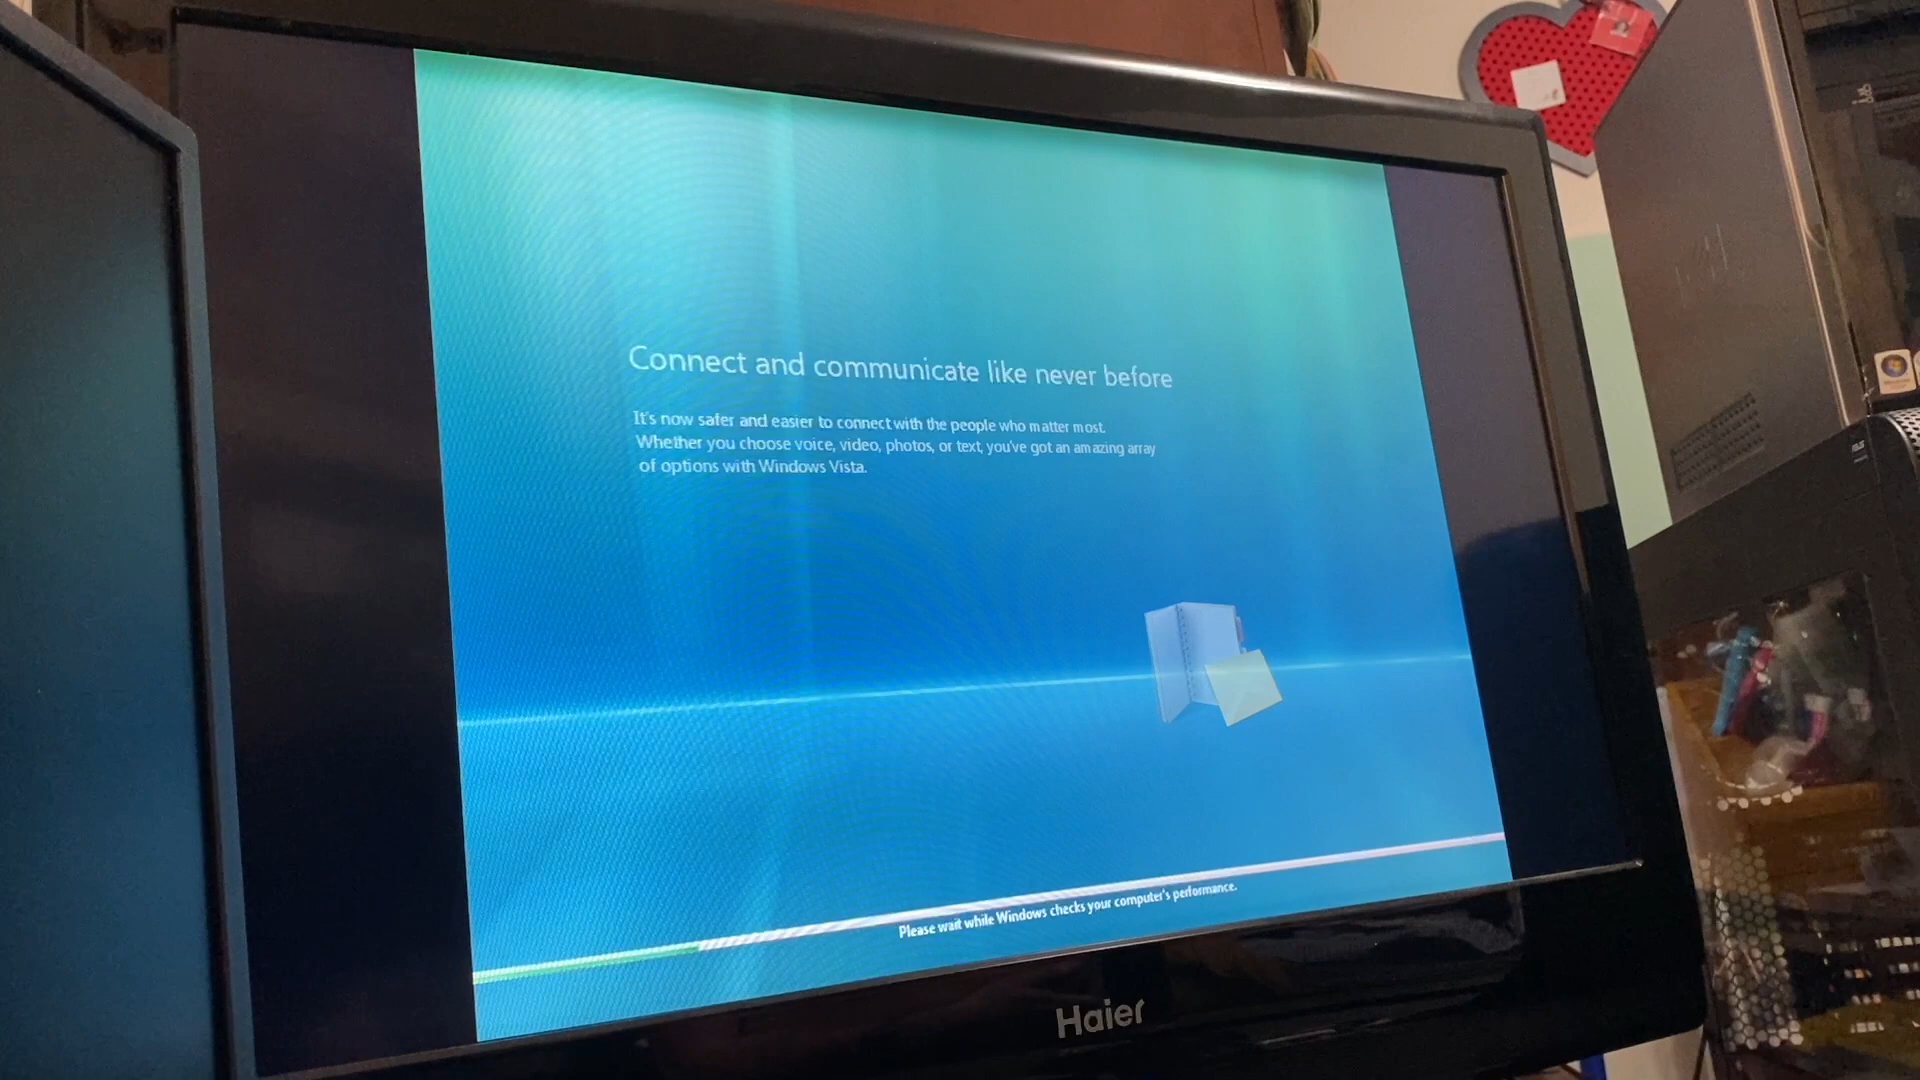 Connect and communicate like never before
It's now safer and easier to connect with the people who matter most.
Whether you choose voice, video, photos, or text, you've got an amazing array
of options with Windows Vista.
Please wait while Windows checks your computer's performance.
Haier